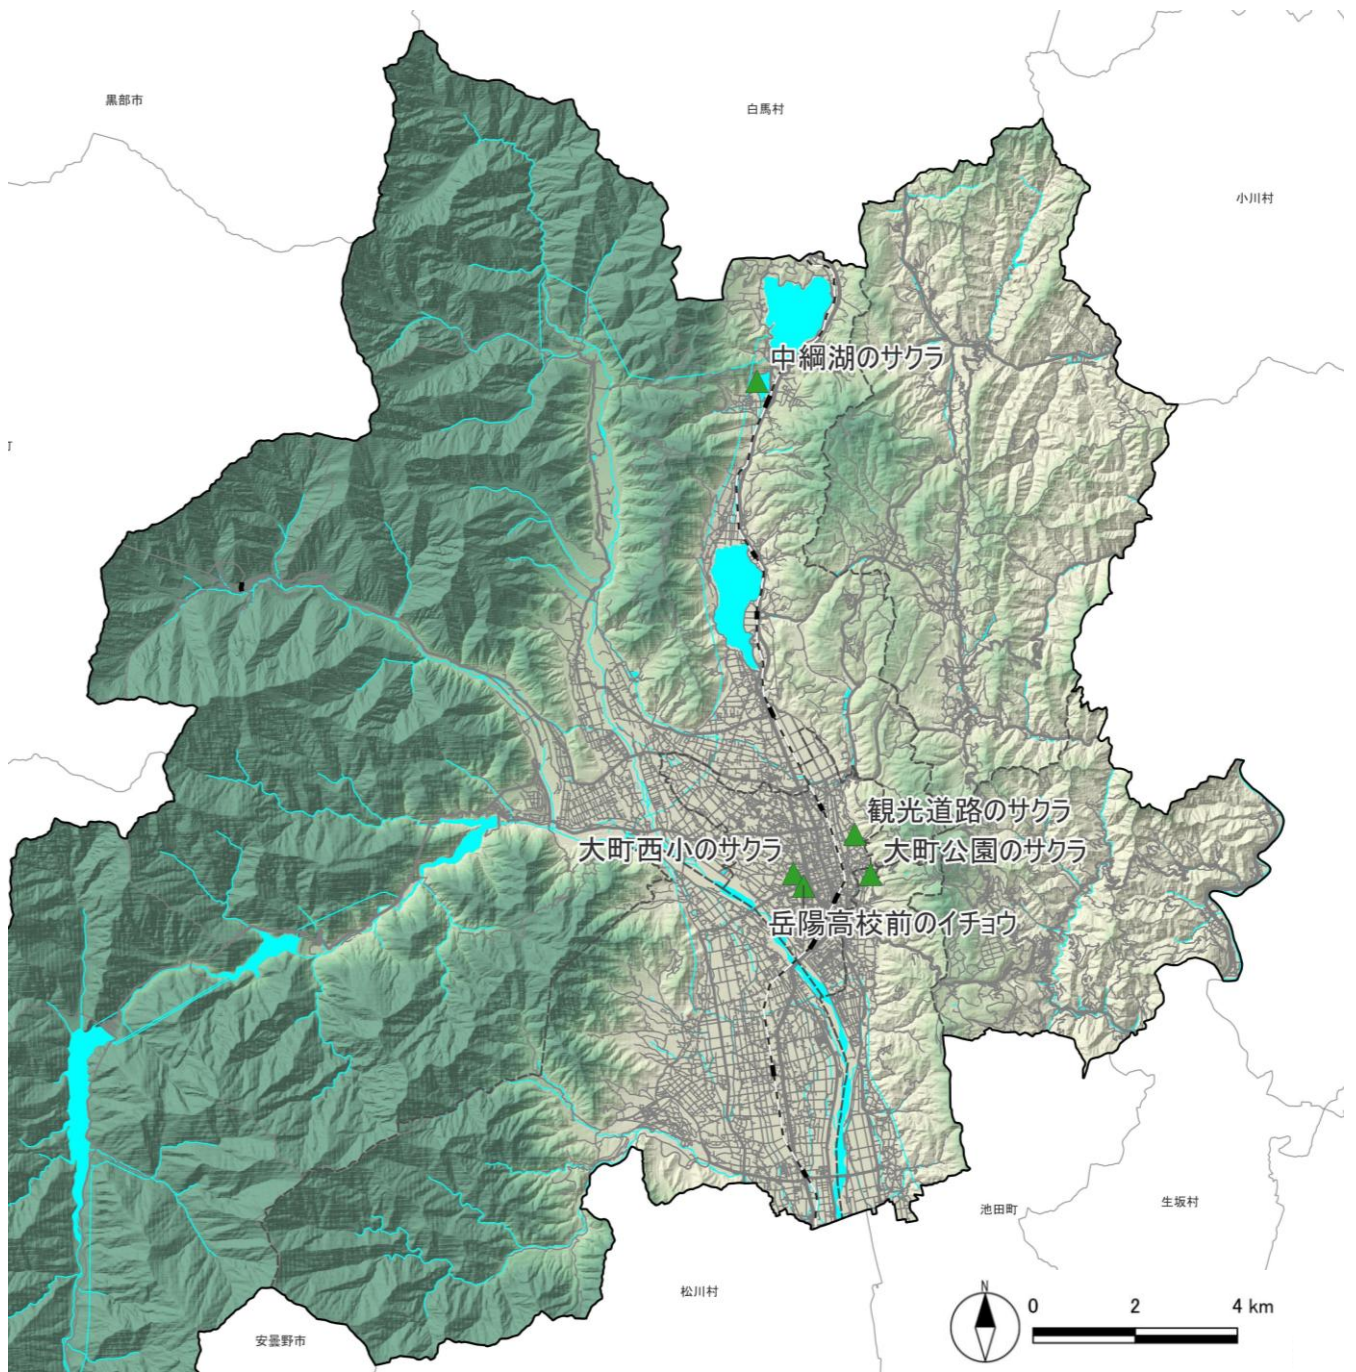 黒部市
白馬村
小川村
中綱湖のサクラ
町
観光道路のサクラ
大町西小のサクラ
大町公園のサクラ
岳陽高校前のイチョウ
池田町
生坂村
松川村
安曇野市
N
0 2 4 km